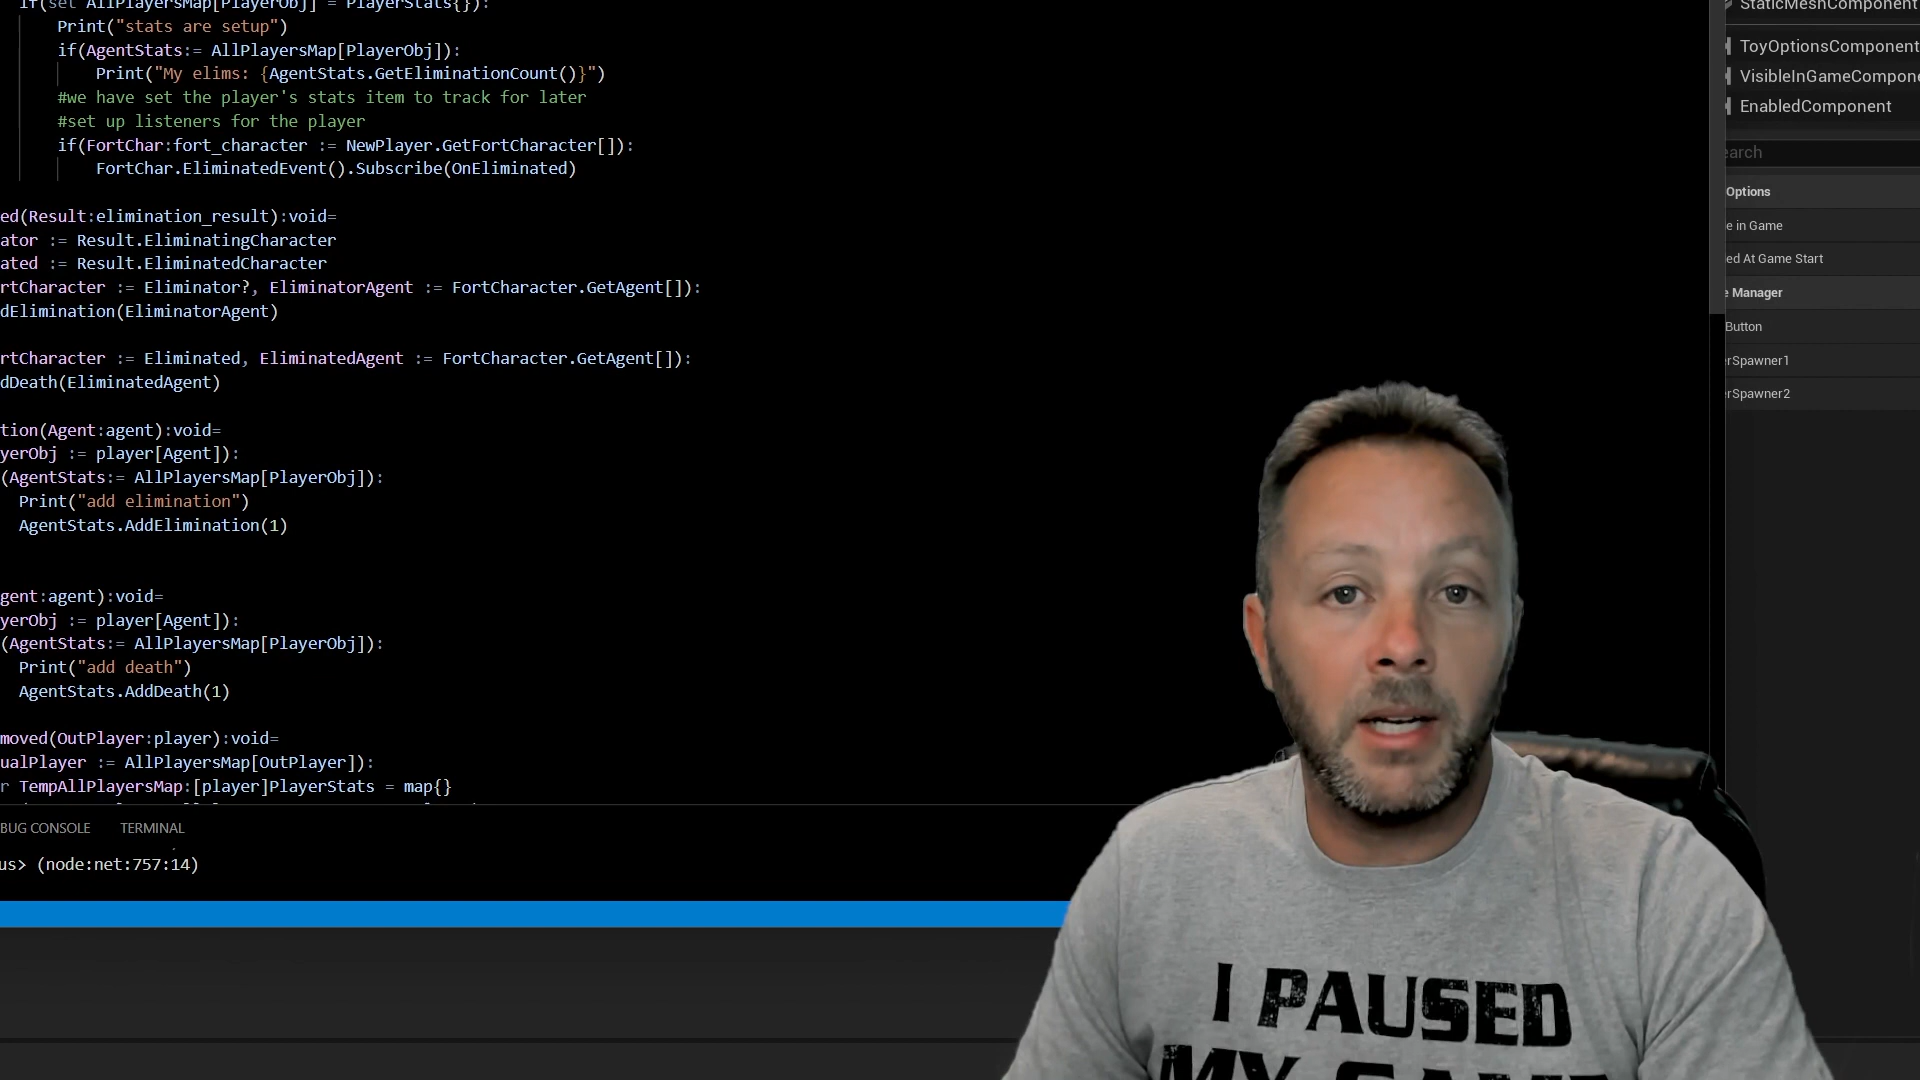 if(set AllPlayersMap[PlayerObj] = PlayerStats{}):
Print("stats are setup")
if(AgentStats:= AllPlayersMap[PlayerObj]):
Print("My elims: {AgentStats.GetEliminationCount()}")
#we have set the player's stats item to track for later
#set up listeners for the player
if(FortChar:fort_character := NewPlayer.GetFortCharacter[]):
FortChar.EliminatedEvent().Subscribe(OnEliminated)
ed(Result:elimination_result):void=
ator := Result.EliminatingCharacter
ated := Result.EliminatedCharacter
rtCharacter := Eliminator?, EliminatorAgent := FortCharacter.GetAgent[]):
dElimination(EliminatorAgent)
rtCharacter := Eliminated, EliminatedAgent := FortCharacter.GetAgent[]):
dDeath(EliminatedAgent)
tion(Agent:agent):void=
yerObj := player[Agent]):
(AgentStats:= AllPlayersMap[PlayerObj]):
Print("add elimination")
AgentStats.AddElimination(1)
gent:agent):void=
yerObj := player[Agent]):
(AgentStats:= AllPlayersMap[PlayerObj]):
Print("add death")
AgentStats.AddDeath(1)
moved(OutPlayer:player):void=
ualPlayer := AllPlayersMap[OutPlayer]):
r TempAllPlayersMap:[player]PlayerStats = map{}
BUG CONSOLE TERMINAL
us> (node:net:757:14)
StaticMeshComponent
ToyOptionsComponent
VisibleInGameCompone
EnabledComponent
earch
Options
e in Game
ed At Game Start
e Manager
Button
rSpawner1
rSpawner2
I PAUSED
MY GAME